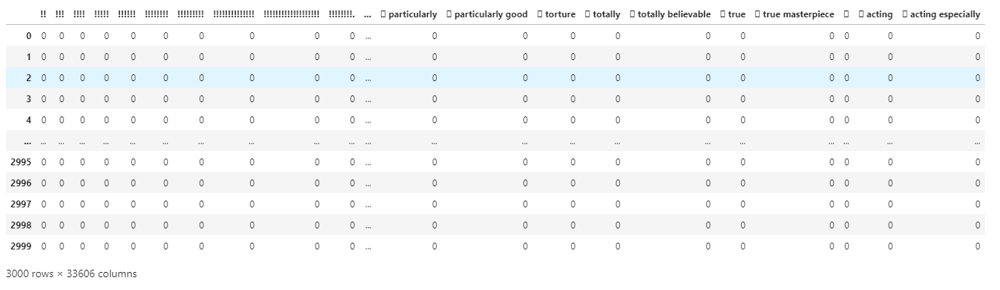 !! !!! !!!! !!!!! !!!!!! !!!!!!!! !!!!!!!!! !!!!!!!!!!!!!! !!!!!!!!!!!!!!!!!!! !!!!!!!!. ... particularly particularly good torture totally totally believable true true masterpiece acting acting especially
0 0 0 0 0 0 0 0 0 0 0 ... 0 0 0 0 0 0 0 0 0 0
1 0 0 0 0 0 0 0 0 0 0 ... 0 0 0 0 0 0 0 0 0 0
2 0 0 0 0 0 0 0 0 0 0 ... 0 0 0 0 0 0 0 0 0 0
3 0 0 0 0 0 0 0 0 0 0 ... 0 0 0 0 0 0 0 0 0 0
4 0 0 0 0 0 0 0 0 0 0 ... 0 0 0 0 0 0 0 0 0 0
... ... ... ... ... ... ... ... ... ... ... ... ... ... ... ... ... ... ... ... ... ...
2995 0 0 0 0 0 0 0 0 0 0 ... 0 0 0 0 0 0 0 0 0 0
2996 0 0 0 0 0 0 0 0 0 0 ... 0 0 0 0 0 0 0 0 0 0
2997 0 0 0 0 0 0 0 0 0 0 ... 0 0 0 0 0 0 0 0 0 0
2998 0 0 0 0 0 0 0 0 0 0 ... 0 0 0 0 0 0 0 0 0 0
2999 0 0 0 0 0 0 0 0 0 0 ... 0 0 0 0 0 0 0 0 0 0
3000 rows × 33606 columns